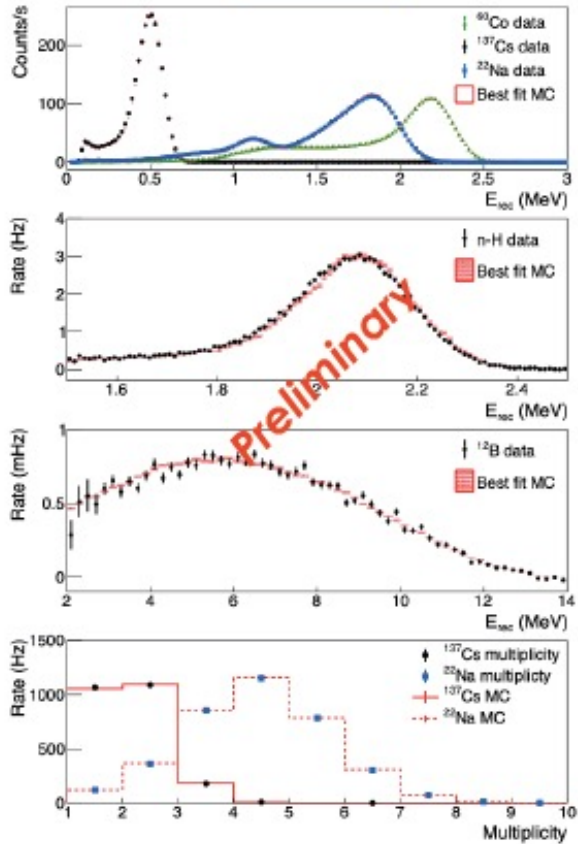 Counts/s
200
100
0
⁶⁰Co data
¹³⁷Cs data
²²Na data
Best fit MC
0 0.5 1 1.5 2 2.5 3
E_rec (MeV)
Rate (Hz)
4
3
2
1
0
n-H data
Best fit MC
1.6 1.8 2 2.2 2.4
E_rec (MeV)
Preliminary
Rate (mHz)
1
0.5
0
¹²B data
Best fit MC
2 4 6 8 10 12 14
E_rec (MeV)
Rate (Hz)
1500
1000
500
0
¹³⁷Cs multiplicity
²²Na multiplicty
¹³⁷Cs MC
²²Na MC
1 2 3 4 5 6 7 8 9 10
Multiplicity